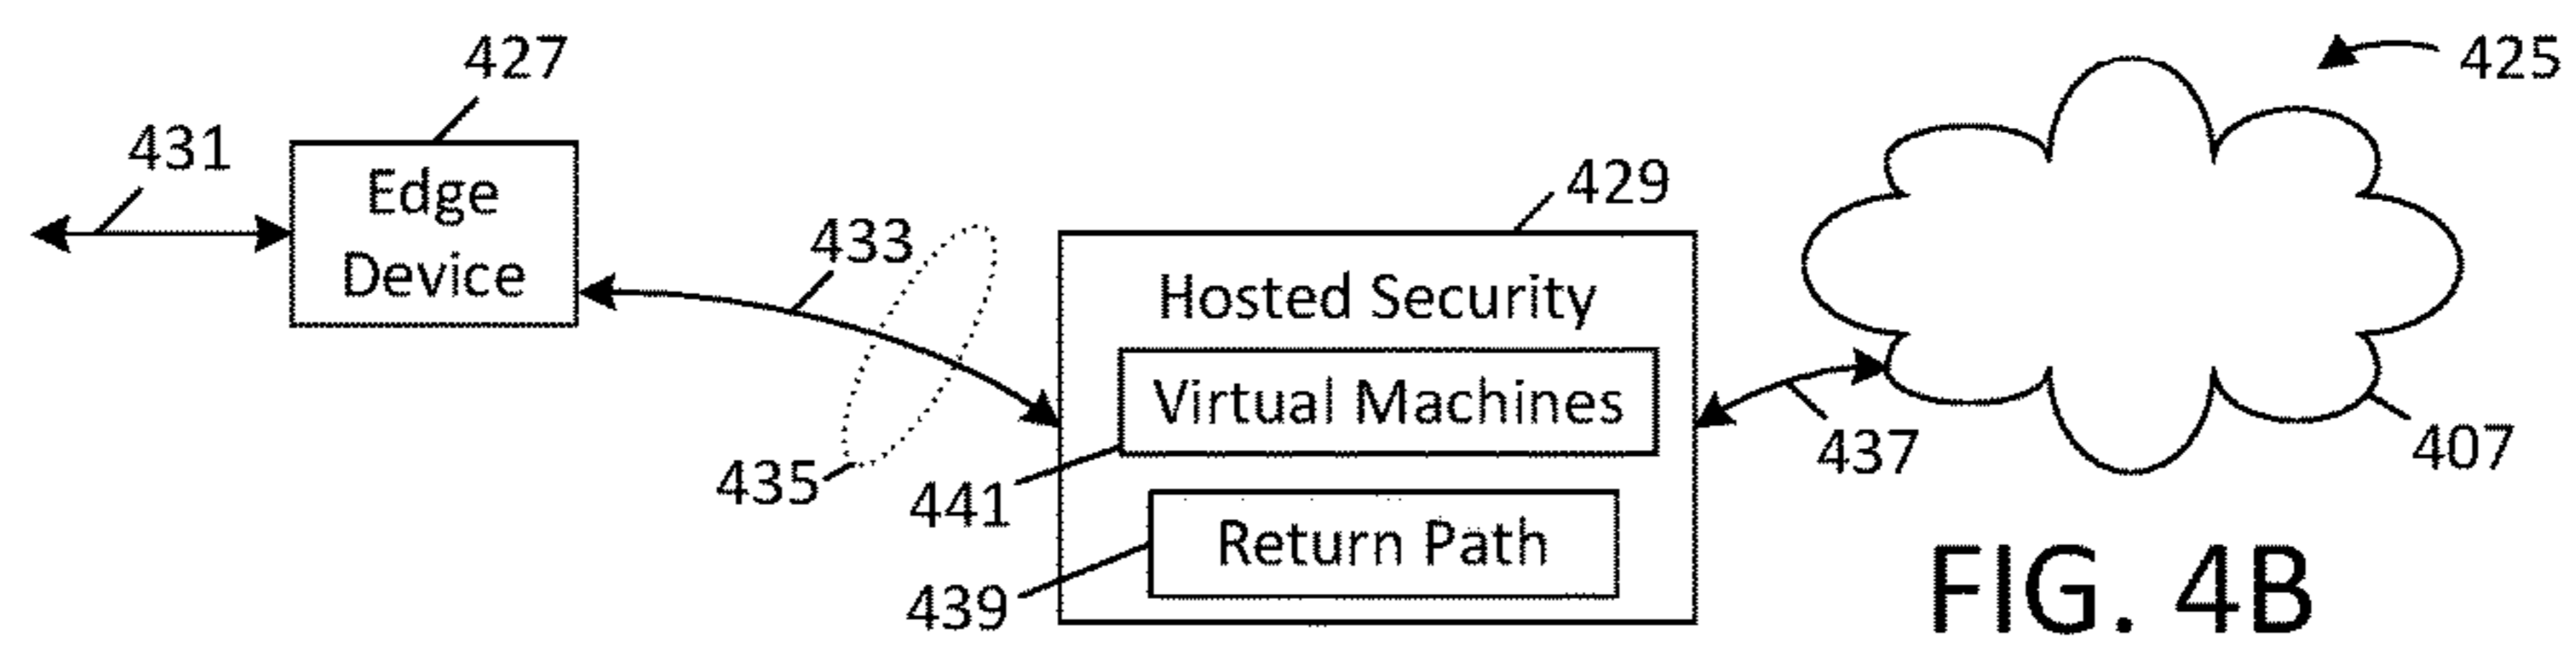 427
425
431
Edge
Device
429
433
Hosted Security
Virtual Machines
435
441
437
407
Return Path
439
FIG. 4B